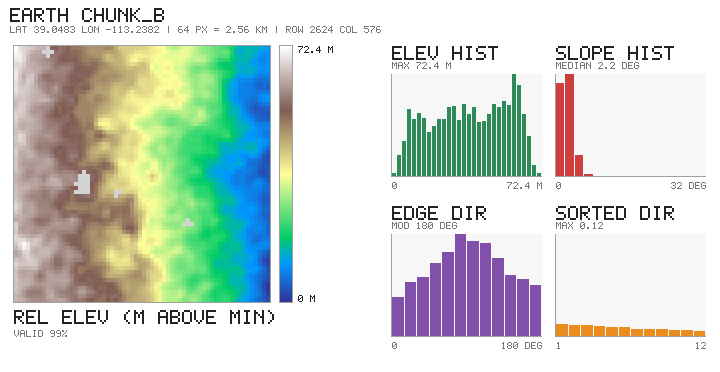 EARTH CHUNK_B
LAT 39.0483 LON -113.2382 | 64 PX = 2.56 KM | ROW 2624 COL 576
72.4 M
0 M
REL ELEV (M ABOVE MIN)
VALID 99%
ELEV HIST
MAX 72.4 M
0 72.4 M
SLOPE HIST
MEDIAN 2.2 DEG
0 32 DEG
EDGE DIR
MOD 180 DEG
0 180 DEG
SORTED DIR
MAX 0.12
1 12